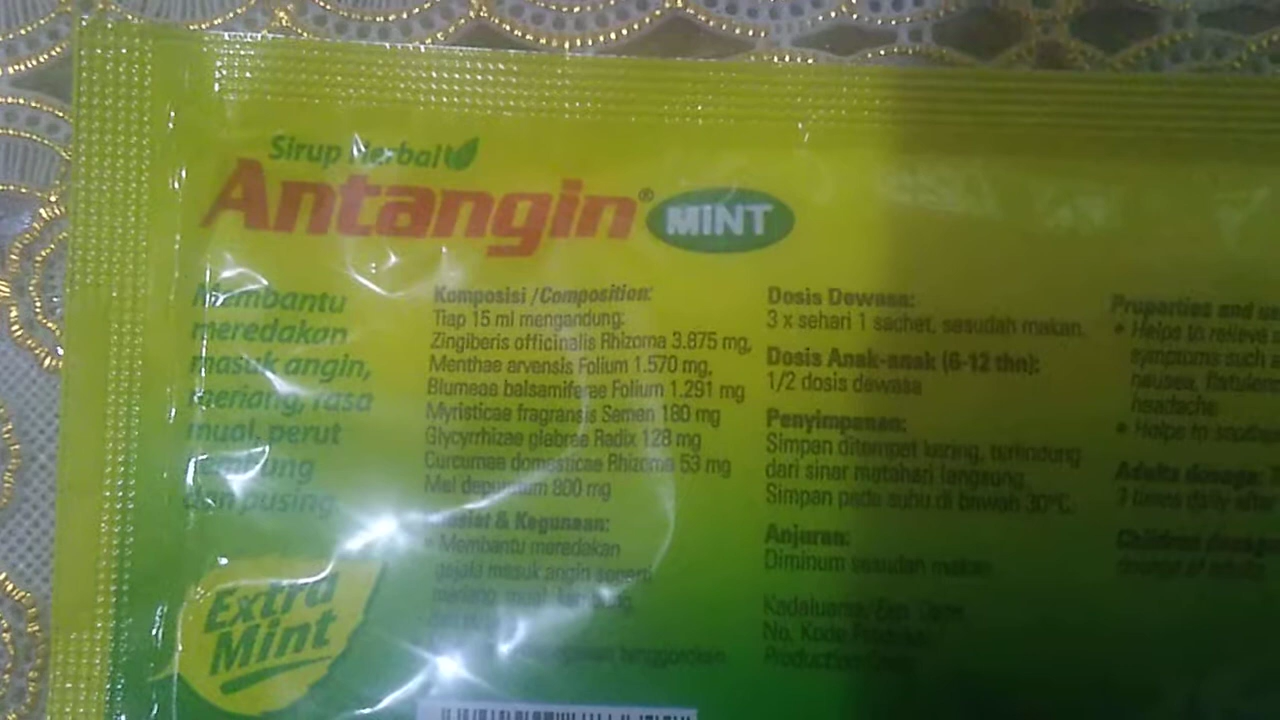 Sirup Herbal
Antangin® MINT
Membantu
meredakan
masuk angin,
meriang, rasa
mual, perut
kembung
dan pusing
Extra
Mint
Komposisi /Composition:
Tiap 15 ml mengandung:
Zingiberis officinalis Rhizoma 3.875 mg,
Menthae arvensis Folium 1.570 mg,
Blumeae balsamiferae Folium 1.291 mg
Myristicae fragransis Semen 180 mg
Glycyrrhizae glabrae Radix 128 mg
Curcumae domesticae Rhizoma 53 mg
Mel depuratum 800 mg
& Kegunaan:
• Membantu meredakan
gejala masuk angin seperti
meriang, mual,
tenggorokan
Dosis Dewasa:
3 x sehari 1 sachet, sesudah makan.
Dosis Anak-anak (6-12 thn):
1/2 dosis dewasa
Penyimpanan:
Simpan ditempat kering, terlindung
dari sinar matahari langsung.
Simpan pada suhu di bawah 30°C.
Anjuran:
Diminum sesudah makan
Kadaluarsa/Exp. Date
No. Kode Produksi
Production
Properties and
• Helps to relieve
symptoms such
nausea,
headache
• Helps to
Adults dosage:
3 times daily after
Children dosage